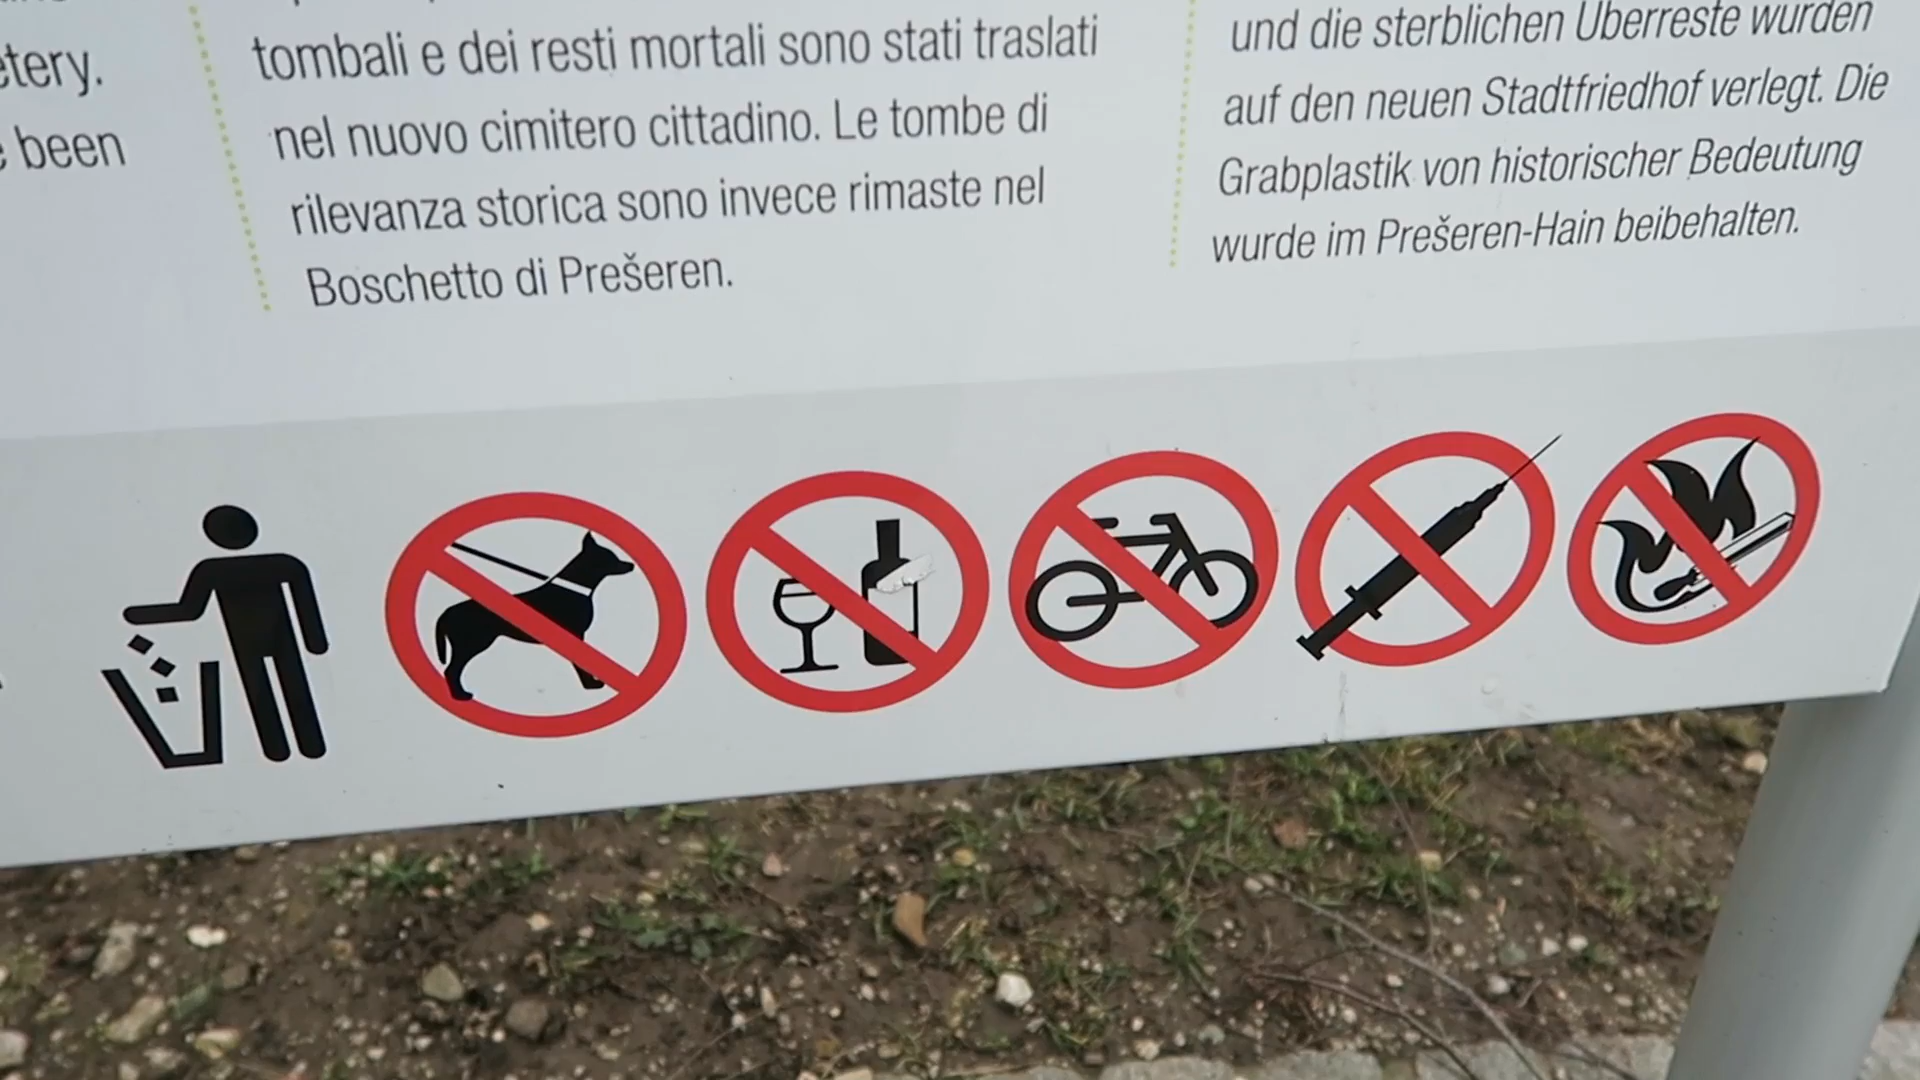 etery.
been
tombali e dei resti mortali sono stati traslati
nel nuovo cimitero cittadino. Le tombe di
rilevanza storica sono invece rimaste nel
Boschetto di Prešeren.
und die sterblichen Überreste wurden
auf den neuen Stadtfriedhof verlegt. Die
Grabplastik von historischer Bedeutung
wurde im Prešeren-Hain beibehalten.